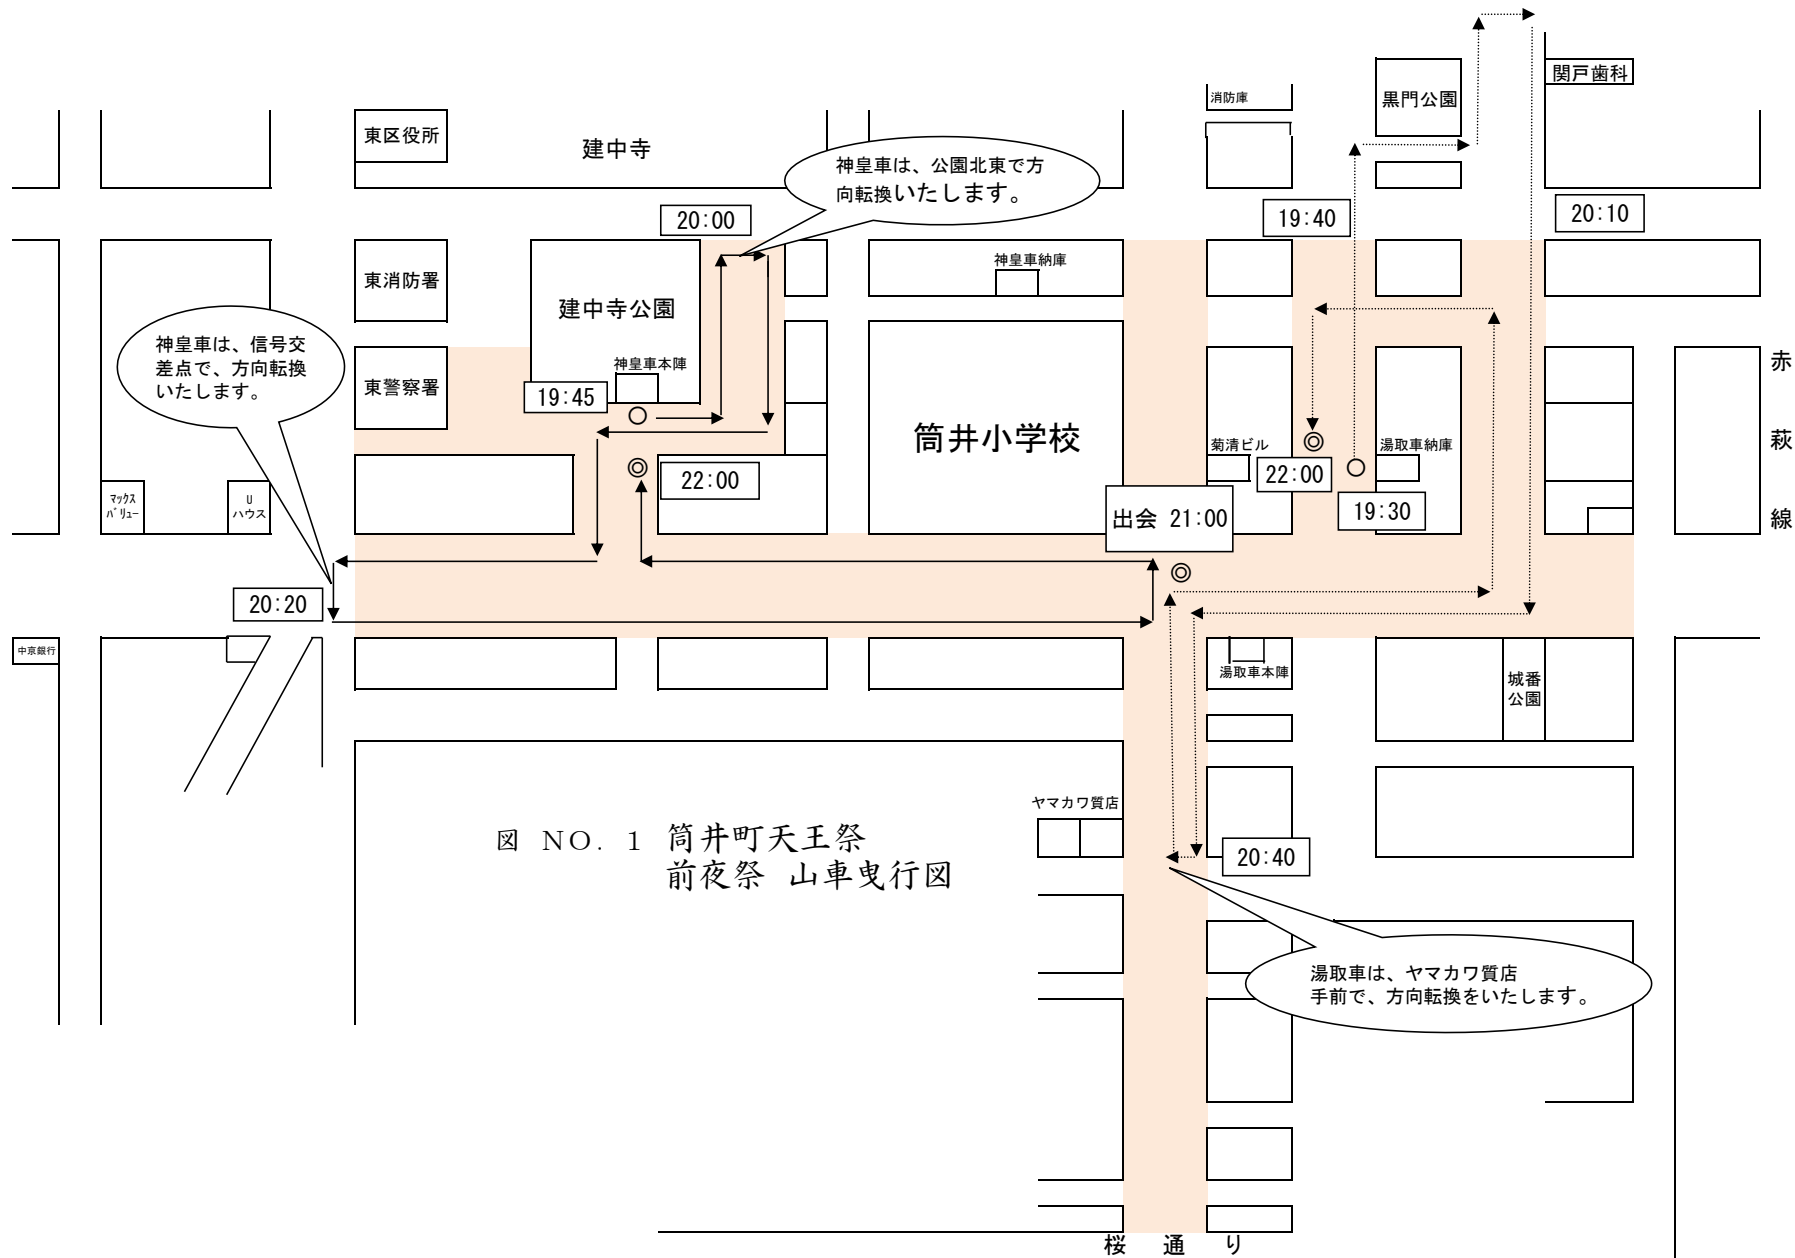 関戸歯科
消防庫
黒門公園
東区役所
建中寺
神皇車は、公園北東で方
向転換いたします。
20:00
19:40
20:10
東消防署
建中寺公園
神皇車納庫
神皇車は、信号交
差点で、方向転換
いたします。
東警察署
神皇車本陣
19:45
赤
萩
線
筒井小学校
菊清ビル
湯取車納庫
22:00
22:00
マックス
バリュー
U
ハウス
出会 21:00
19:30
20:20
中京銀行
湯取車本陣
城番
公園
ヤマカワ質店
図 NO. 1 筒井町天王祭
前夜祭 山車曳行図
20:40
湯取車は、ヤマカワ質店
手前で、方向転換をいたします。
桜 通 り